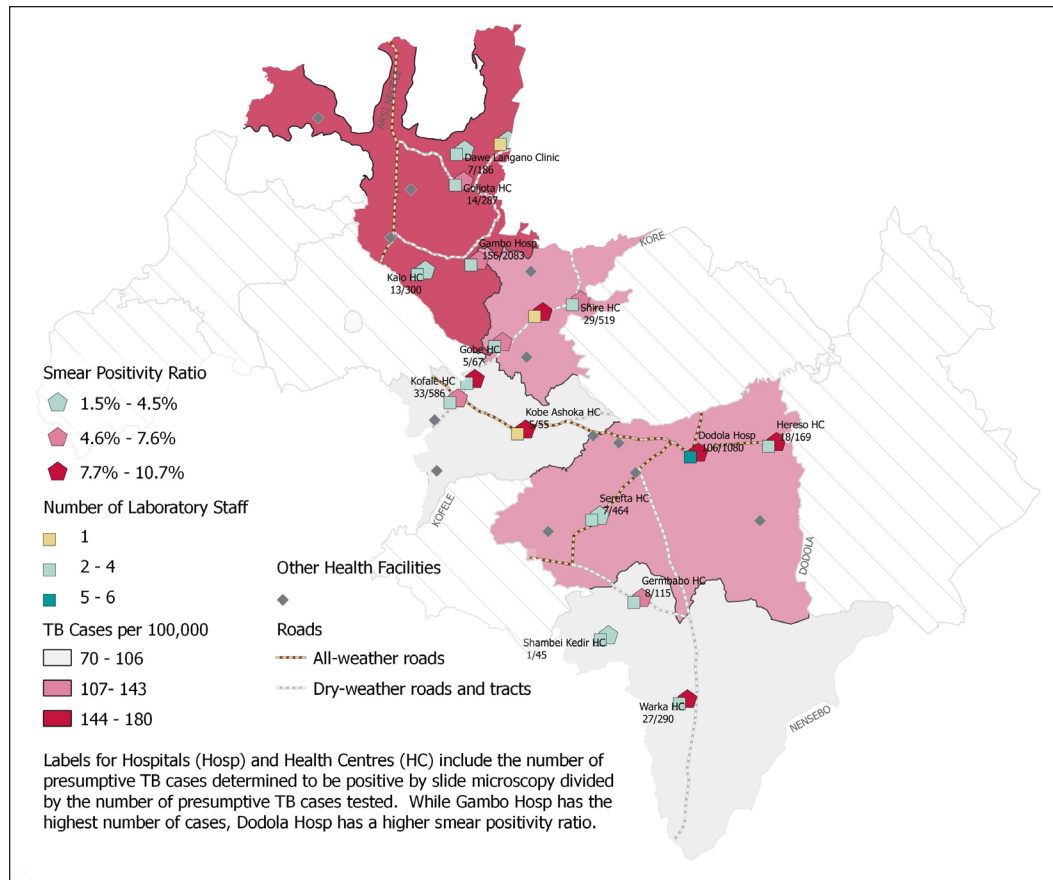 ARSI NEGELE
Dawe Langano Clinic
7/186
Goljota HC
14/287
KORE
Gambo Hosp
156/2083
Kalo HC
13/300
Shire HC
29/519
Gobe HC
5/67
Kofale HC
33/586
Kobe Ashoka HC
5/55
Dodola Hosp
106/1080
Hereso HC
18/169
Serefta HC
7/464
KOFELE
DODOLA
Germbabo HC
8/115
Shambei Kedir HC
1/45
Warka HC
27/290
NENSEBO
Smear Positivity Ratio
1.5% - 4.5%
4.6% - 7.6%
7.7% - 10.7%
Number of Laboratory Staff
1
2 - 4
5 - 6
TB Cases per 100,000
70 - 106
107- 143
144 - 180
Other Health Facilities
Roads
All-weather roads
Dry-weather roads and tracts
Labels for Hospitals (Hosp) and Health Centres (HC) include the number of
presumptive TB cases determined to be positive by slide microscopy divided
by the number of presumptive TB cases tested.  While Gambo Hosp has the
highest number of cases, Dodola Hosp has a higher smear positivity ratio.